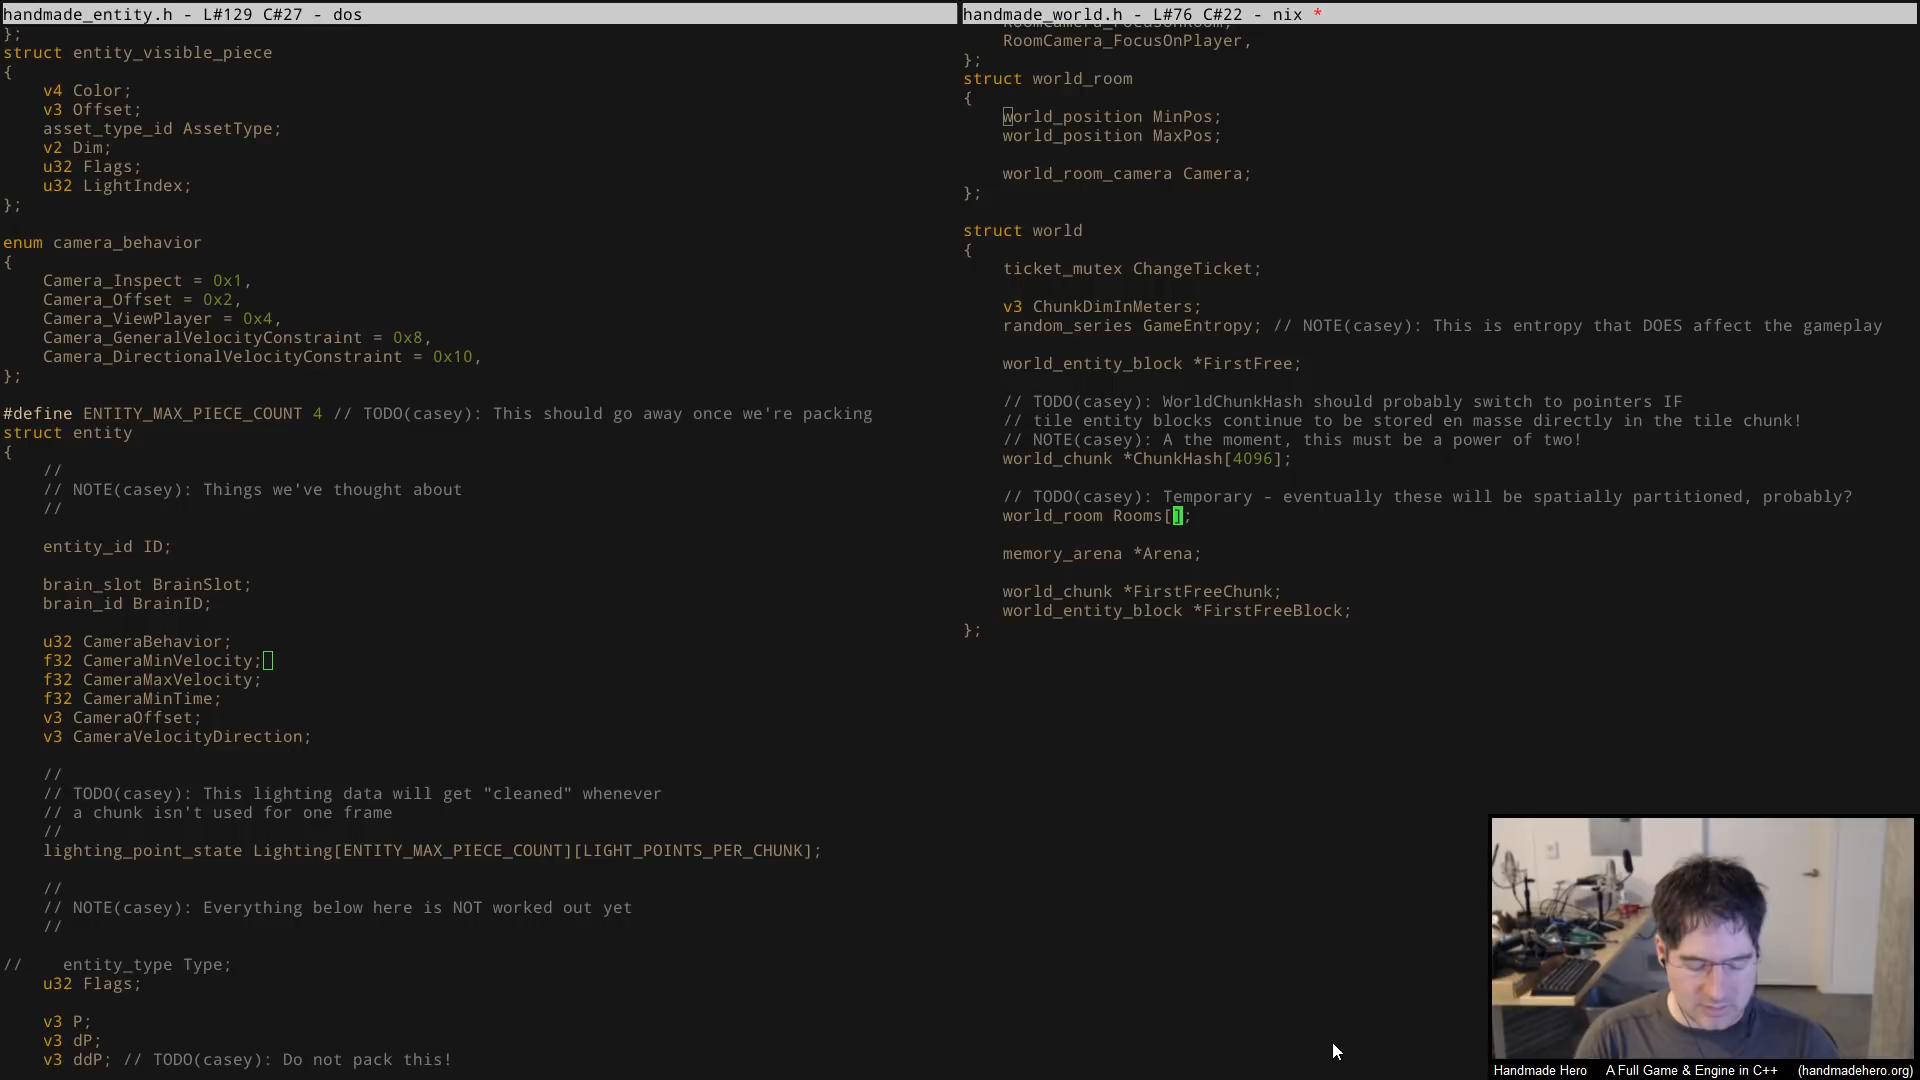 handmade_entity.h - L#129 C#27 - dos
};
struct entity_visible_piece
{
    v4 Color;
    v3 Offset;
    asset_type_id AssetType;
    v2 Dim;
    u32 Flags;
    u32 LightIndex;
};
enum camera_behavior
{
    Camera_Inspect = 0x1,
    Camera_Offset = 0x2,
    Camera_ViewPlayer = 0x4,
    Camera_GeneralVelocityConstraint = 0x8,
    Camera_DirectionalVelocityConstraint = 0x10,
};
#define ENTITY_MAX_PIECE_COUNT 4 // TODO(casey): This should go away once we're packing
struct entity
{
    //
    // NOTE(casey): Things we've thought about
    //
    entity_id ID;
    brain_slot BrainSlot;
    brain_id BrainID;
    u32 CameraBehavior;
    f32 CameraMinVelocity;
    f32 CameraMaxVelocity;
    f32 CameraMinTime;
    v3 CameraOffset;
    v3 CameraVelocityDirection;
    //
    // TODO(casey): This lighting data will get "cleaned" whenever
    // a chunk isn't used for one frame
    //
    lighting_point_state Lighting[ENTITY_MAX_PIECE_COUNT][LIGHT_POINTS_PER_CHUNK];
    //
    // NOTE(casey): Everything below here is NOT worked out yet
    //
//    entity_type Type;
    u32 Flags;
    v3 P;
    v3 dP;
    v3 ddP; // TODO(casey): Do not pack this!
handmade_world.h - L#76 C#22 - nix *
    RoomCamera_FocusOnRoom,
    RoomCamera_FocusOnPlayer,
};
struct world_room
{
    world_position MinPos;
    world_position MaxPos;
    world_room_camera Camera;
};
struct world
{
    ticket_mutex ChangeTicket;
    v3 ChunkDimInMeters;
    random_series GameEntropy; // NOTE(casey): This is entropy that DOES affect the gameplay
    world_entity_block *FirstFree;
    // TODO(casey): WorldChunkHash should probably switch to pointers IF
    // tile entity blocks continue to be stored en masse directly in the tile chunk!
    // NOTE(casey): A the moment, this must be a power of two!
    world_chunk *ChunkHash[4096];
    // TODO(casey): Temporary - eventually these will be spatially partitioned, probably?
    world_room Rooms[];
    memory_arena *Arena;
    world_chunk *FirstFreeChunk;
    world_entity_block *FirstFreeBlock;
};
Handmade Hero A Full Game & Engine in C++ (handmadehero.org)